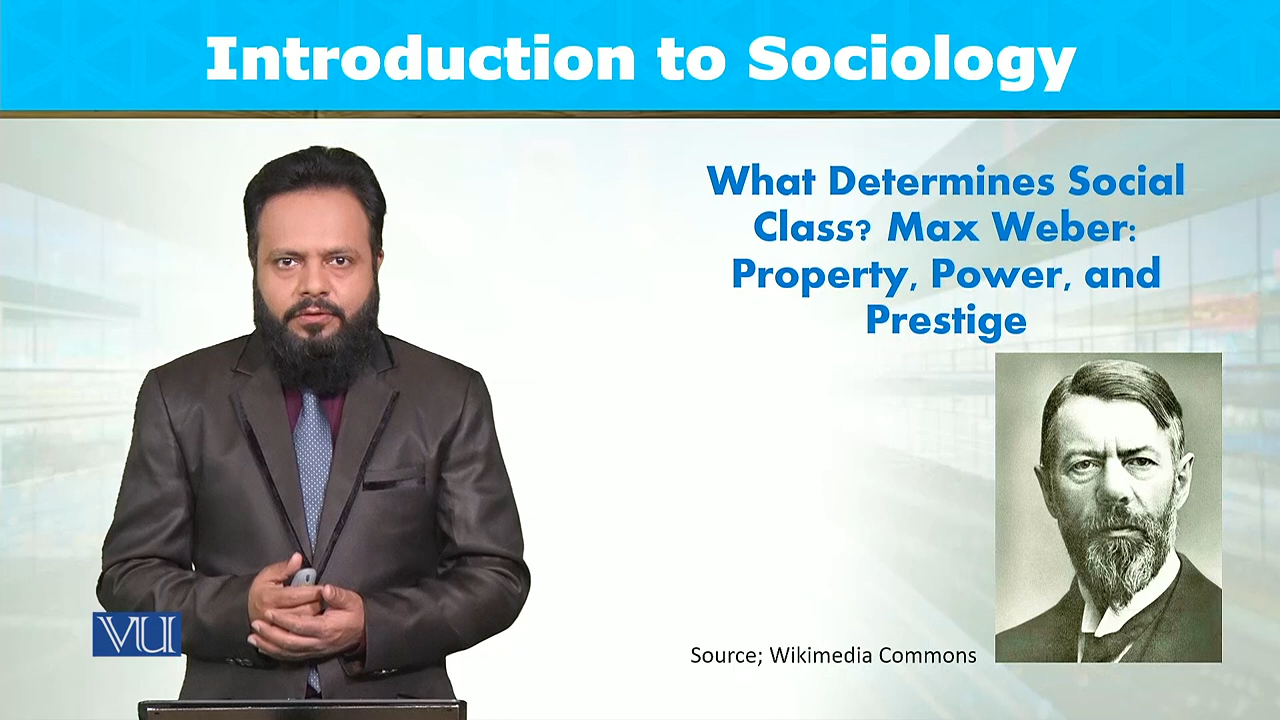 Introduction to Sociology
What Determines Social
Class? Max Weber:
Property, Power, and
Prestige
VU
Source; Wikimedia Commons